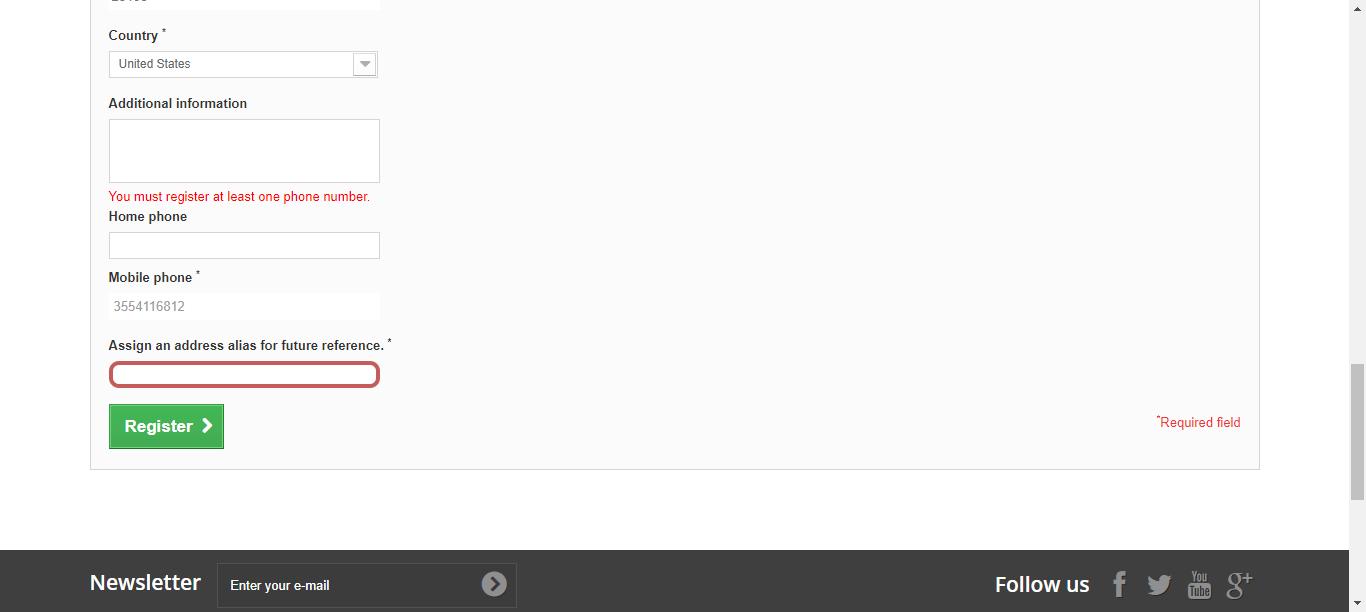 Country *
United States
Additional information
You must register at least one phone number.
Home phone
Mobile phone *
3554116812
Assign an address alias for future reference. *
Register
*Required field
Newsletter
Enter your e-mail
Follow us
You
Tube
g+